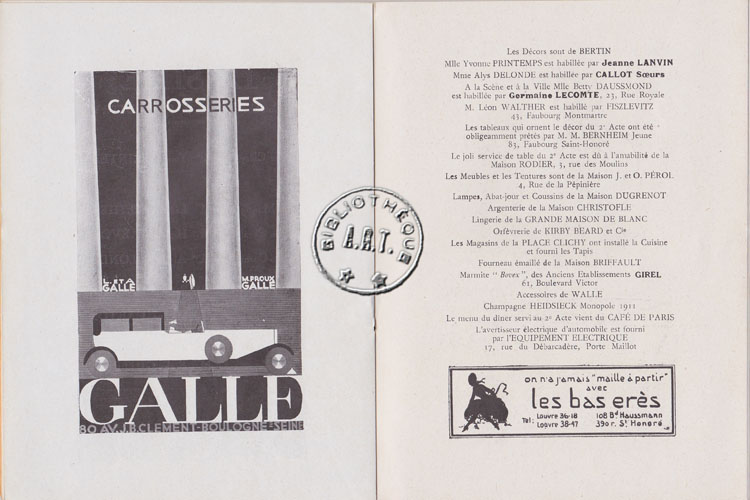 CARROSSERIES
L. ETA
GALLÉ
M. PROUX
GALLÉ
GALLÉ
80 AV. J.B. CLEMENT-BOULOGNE-SEINE
BIBLIOTHÈQUE
A.R.T.
Les Décors sont de BERTIN
Mlle Yvonne PRINTEMPS est habillée par Jeanne LANVIN
Mme Alys DELONDE est habillée par CALLOT Sœurs
A la Scène et à la Ville Mlle Betty DAUSSMOND
est habillée par Germaine LECOMTE, 23, Rue Royale
M. Léon WALTHER est habillé par FISZLEVITZ
43, Faubourg Montmartre
Les tableaux qui ornent le décor du 2e Acte ont été
obligeamment prêtés par M. M. BERNHEIM Jeune
83, Faubourg Saint-Honoré
Le joli service de table du 2e Acte est dû à l'amabilité de la
Maison RODIER, 3, rue des Moulins
Les Meubles et les Tentures sont de la Maison J. et O. PÉROL
4, Rue de la Pépinière
Lampes, Abat-jour et Coussins de la Maison DUGRENOT
Argenterie de la Maison CHRISTOFLE
Lingerie de la GRANDE MAISON DE BLANC
Orfèvrerie de KIRBY BEARD et Cie
Les Magasins de la PLACE CLICHY ont installé la Cuisine
et fourni les Tapis
Fourneau émaillé de la Maison BRIFFAULT
Marmite " Bovex ", des Anciens Etablissements GIREL
61, Boulevard Victor
Accessoires de WALLE
Champagne HEIDSIECK Monopole 1911
Le menu du dîner servi au 2e Acte vient du CAFÉ DE PARIS
L'avertisseur électrique d'automobile est fourni
par l'EQUIPEMENT ELECTRIQUE
17, rue du Débarcadère, Porte Maillot
on n'a jamais "maille à partir"
avec
les bas erès
Tel: Louvre 36-18 108 Bd Haussmann
Louvre 38-47 390 r. St Honoré